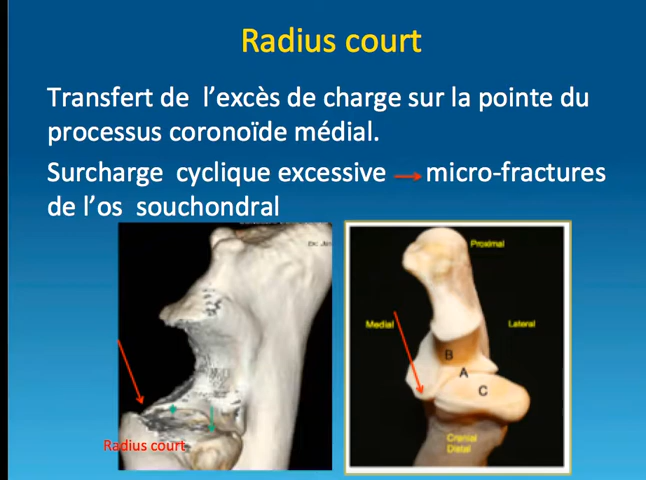 Radius court
Transfert de l'excès de charge sur la pointe du
processus coronoïde médial.
Surcharge cyclique excessive → micro-fractures
de l'os souchondral
Radius court
Proximal
Medial
Lateral
B
A
C
Cranial
Distal